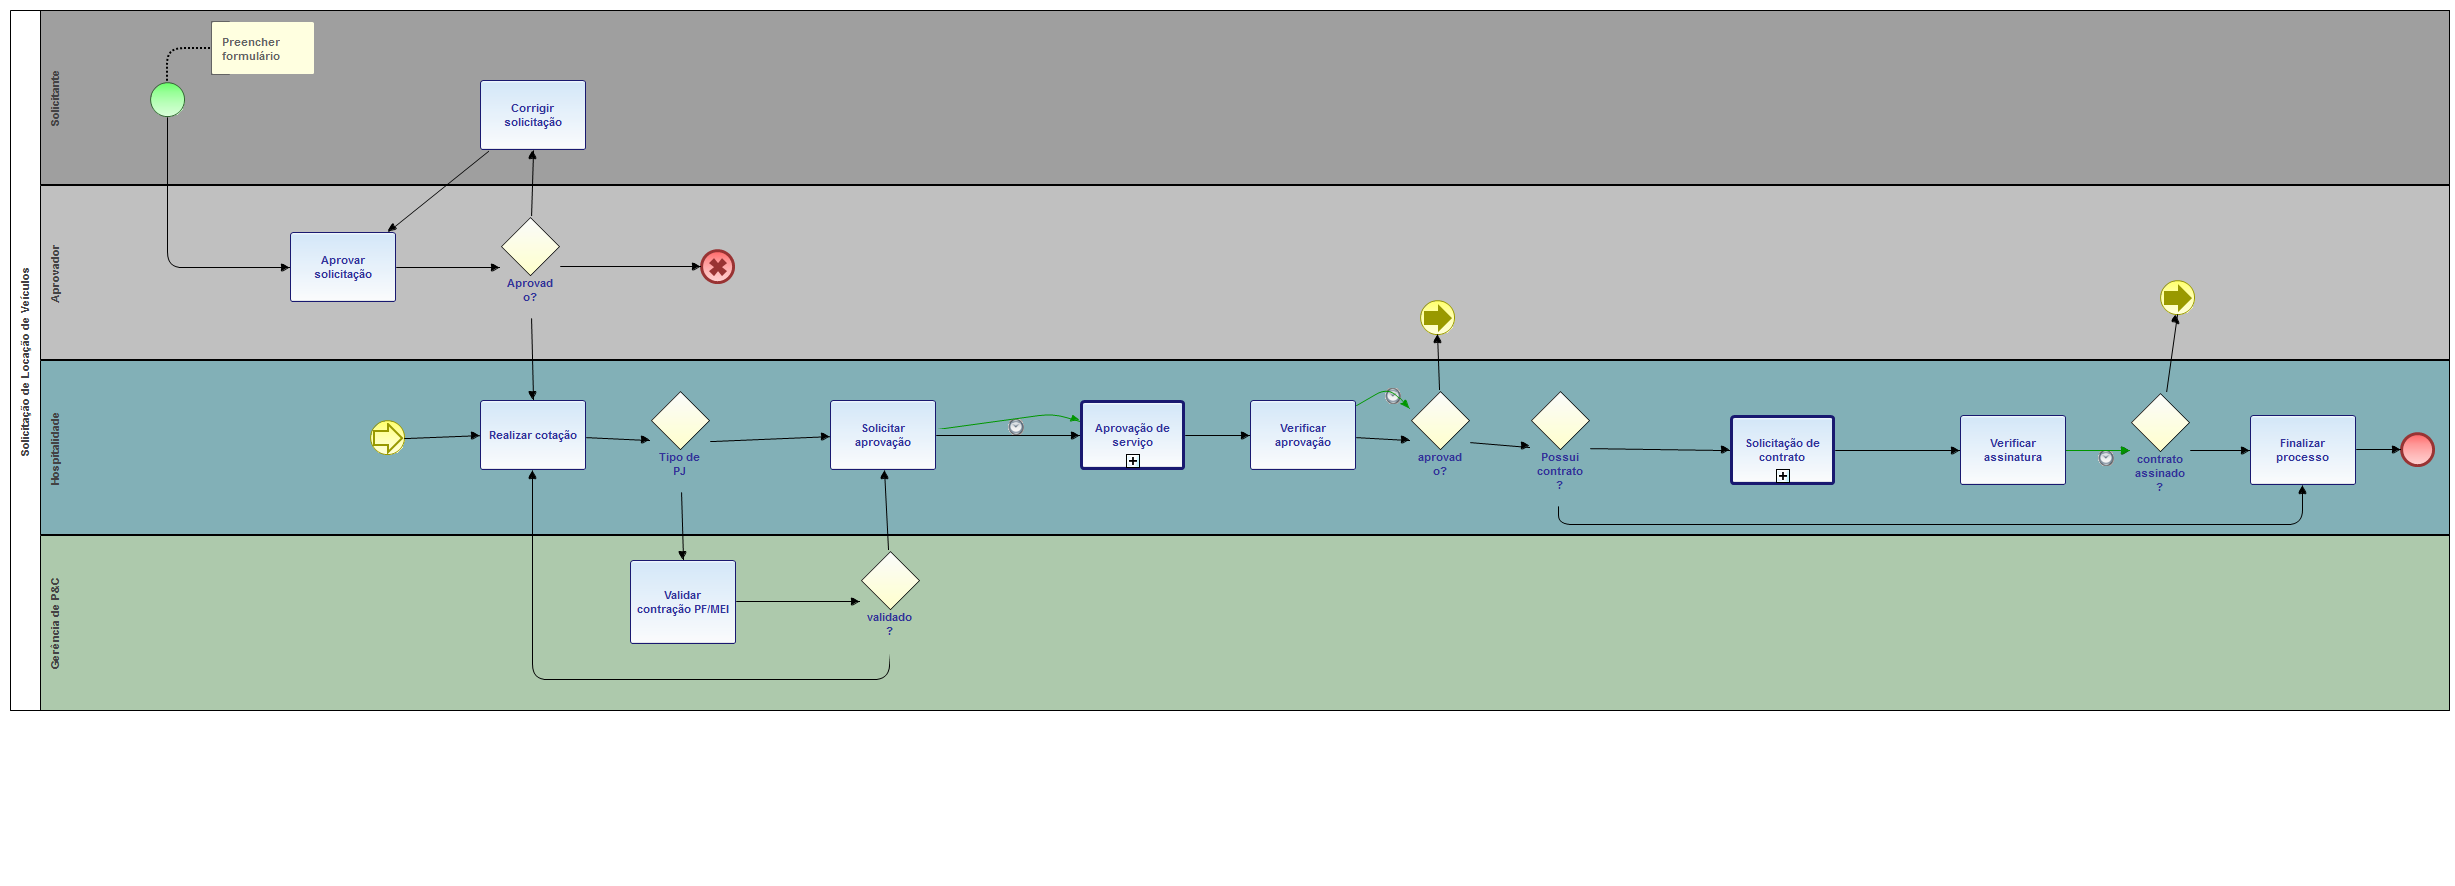 Solicitação de Locação de Veículos
Solicitante
Preencher
formulário
Corrigir
solicitação
Aprovador
Aprovar
solicitação
Aprovad
o?
Hospitalidade
Realizar cotação
Tipo de
PJ
Solicitar
aprovação
Aprovação de
serviço
Verificar
aprovação
aprovad
o?
Possui
contrato
?
Solicitação de
contrato
Verificar
assinatura
contrato
assinado
?
Finalizar
processo
Gerência de P&C
Validar
contração PF/MEI
validado
?